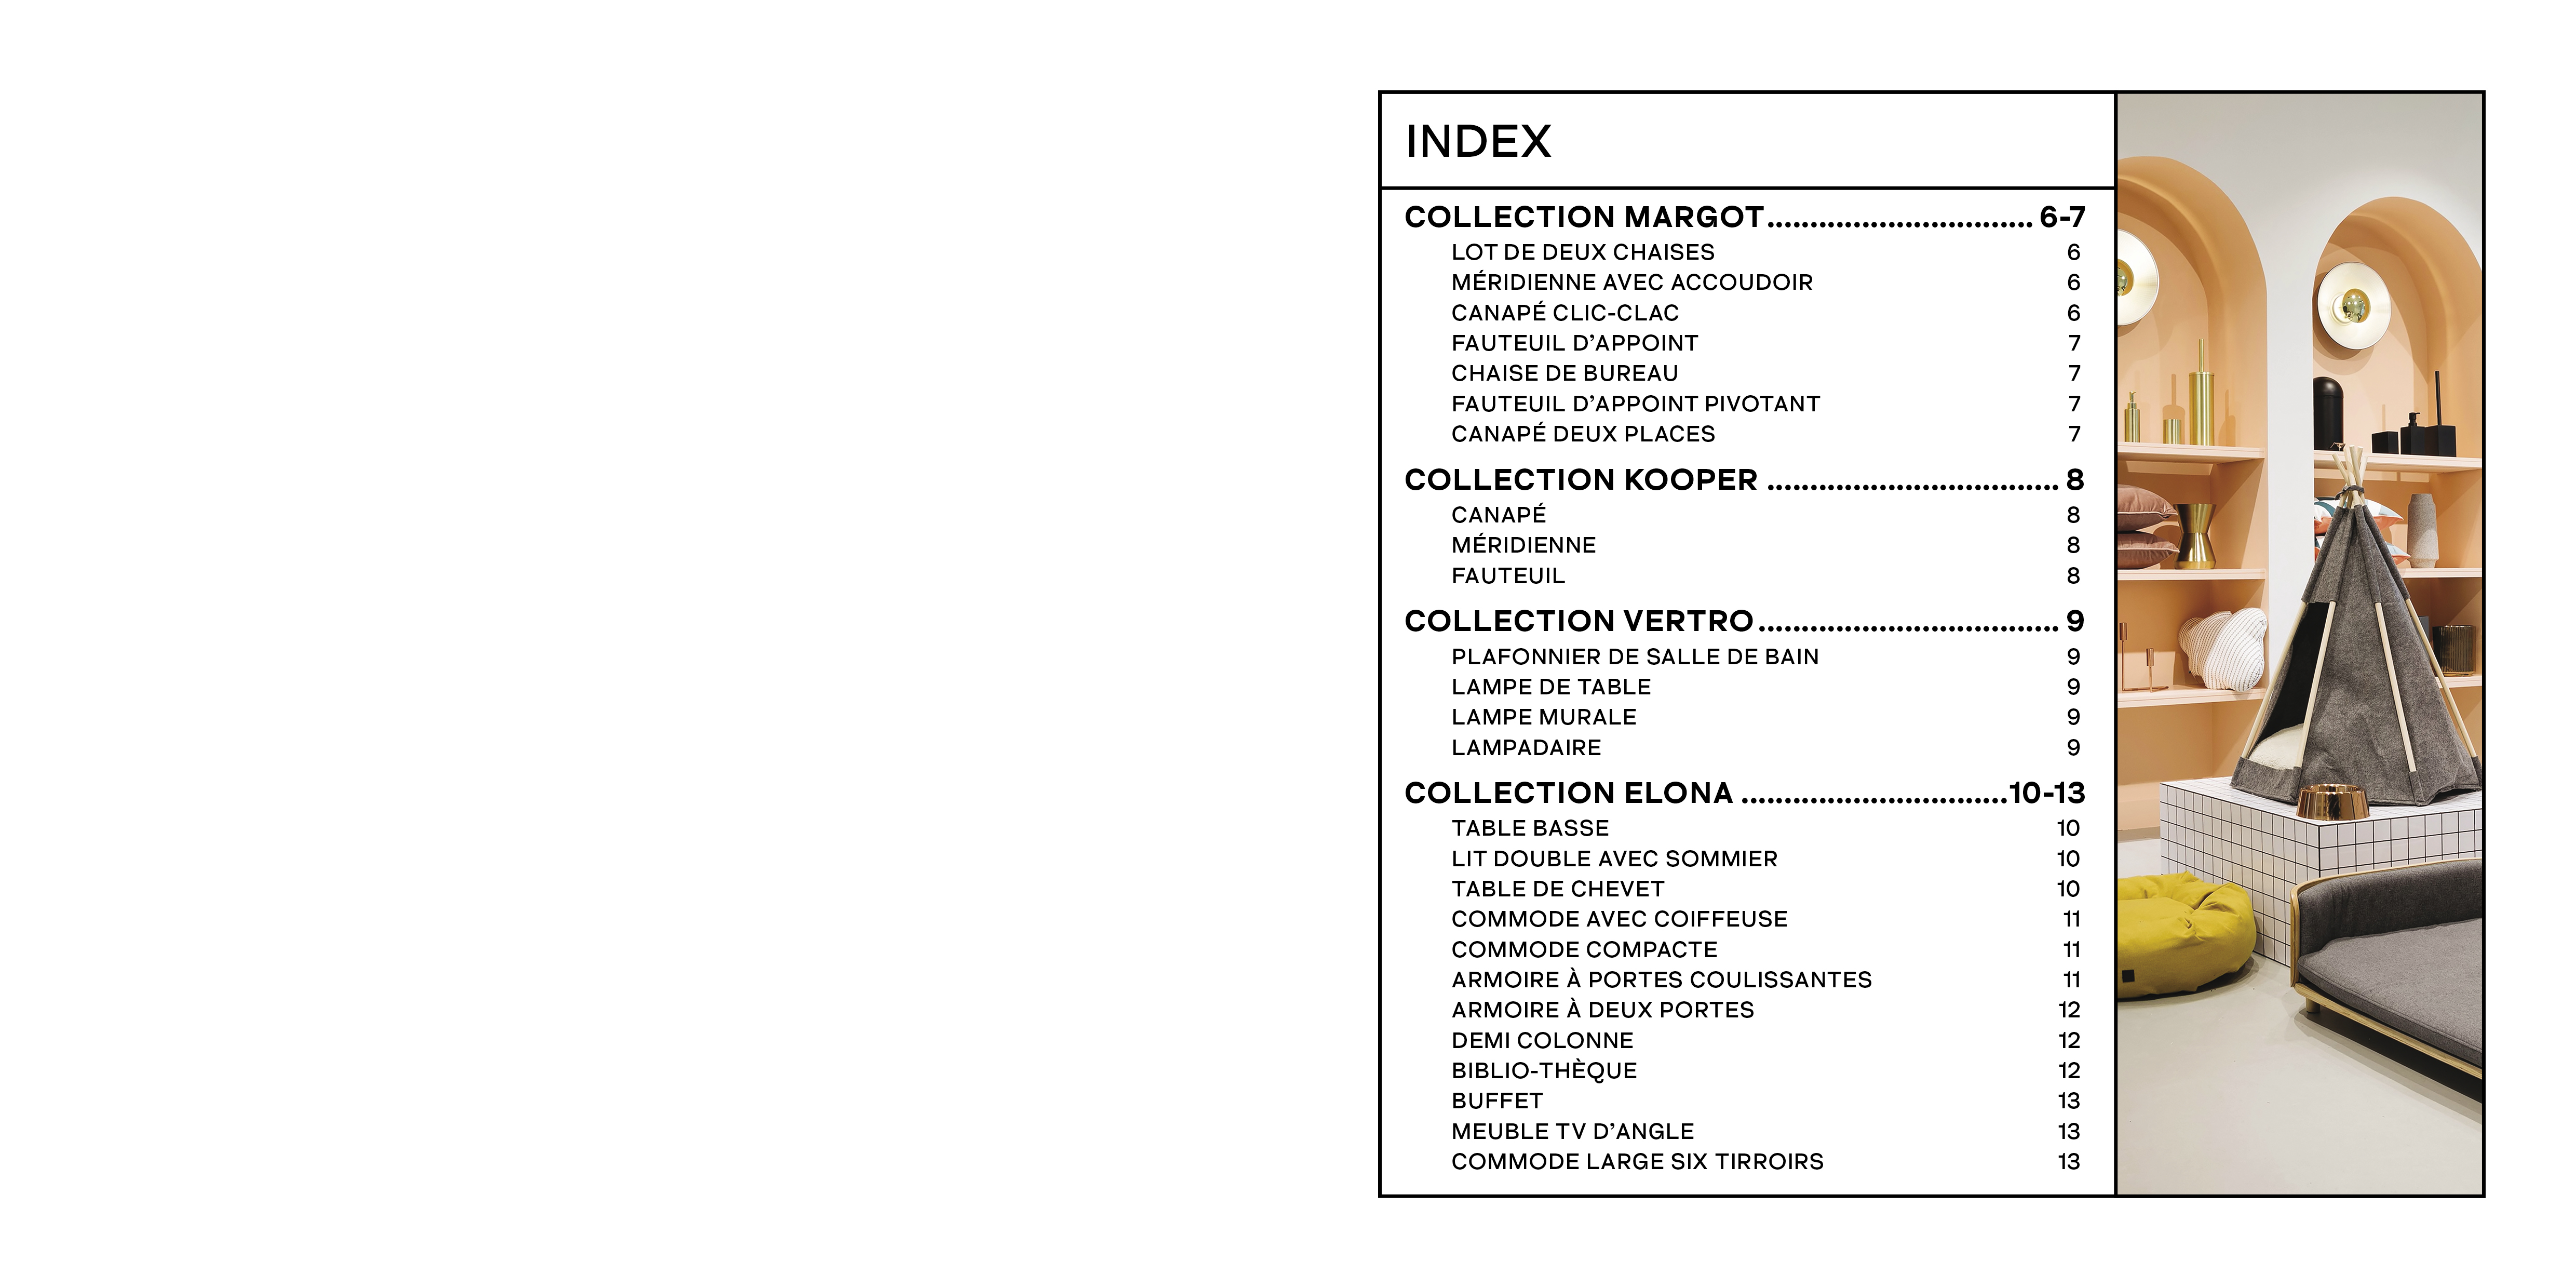 INDEX
COLLECTION MARGOT............................... 6-7
LOT DE DEUX CHAISES 6
MÉRIDIENNE AVEC ACCOUDOIR 6
CANAPÉ CLIC-CLAC 6
FAUTEUIL D’APPOINT 7
CHAISE DE BUREAU 7
FAUTEUIL D’APPOINT PIVOTANT 7
CANAPÉ DEUX PLACES 7
COLLECTION KOOPER .................................. 8
CANAPÉ 8
MÉRIDIENNE 8
FAUTEUIL 8
COLLECTION VERTRO................................... 9
PLAFONNIER DE SALLE DE BAIN 9
LAMPE DE TABLE 9
LAMPE MURALE 9
LAMPADAIRE 9
COLLECTION ELONA ...............................10-13
TABLE BASSE 10
LIT DOUBLE AVEC SOMMIER 10
TABLE DE CHEVET 10
COMMODE AVEC COIFFEUSE 11
COMMODE COMPACTE 11
ARMOIRE À PORTES COULISSANTES 11
ARMOIRE À DEUX PORTES 12
DEMI COLONNE 12
BIBLIO-THÈQUE 12
BUFFET 13
MEUBLE TV D’ANGLE 13
COMMODE LARGE SIX TIRROIRS 13